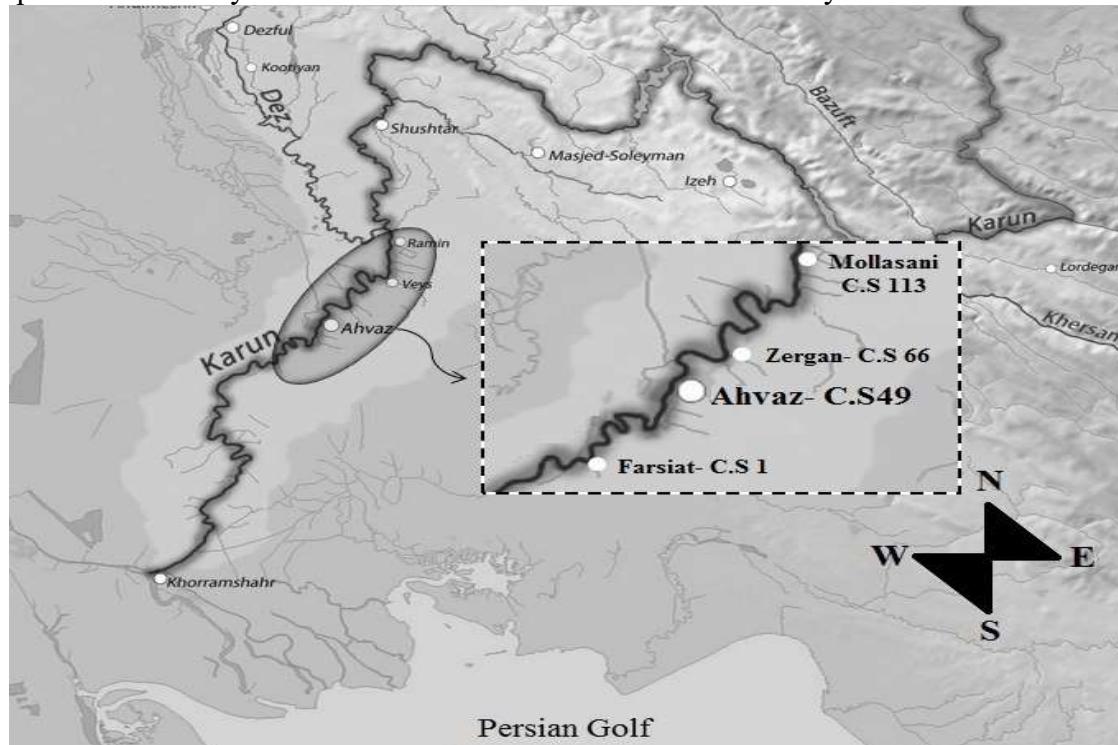 Dezful
Kootiyan
Dez
Shushtar
Masjed-Soleyman
Izeh
Bazuft
Karun
Lordegan
Khersan
Ramin
Veys
Ahvaz
Karun
Khorramshahr
Mollasani
C.S 113
Zergan- C.S 66
Ahvaz- C.S49
Farsiat- C.S 1
N
W
E
S
Persian Golf